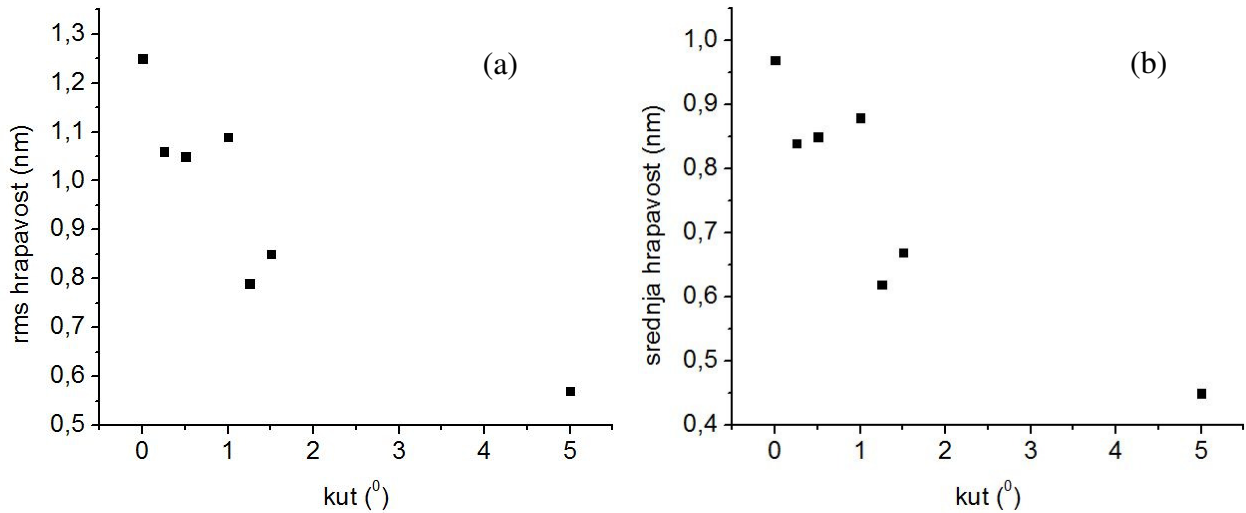 (a)
rms hrapavost (nm)
1,3
1,2
1,1
1,0
0,9
0,8
0,7
0,6
0,5
0 1 2 3 4 5
kut (⁰)
(b)
srednja hrapavost (nm)
1,0
0,9
0,8
0,7
0,6
0,5
0,4
0 1 2 3 4 5
kut (⁰)